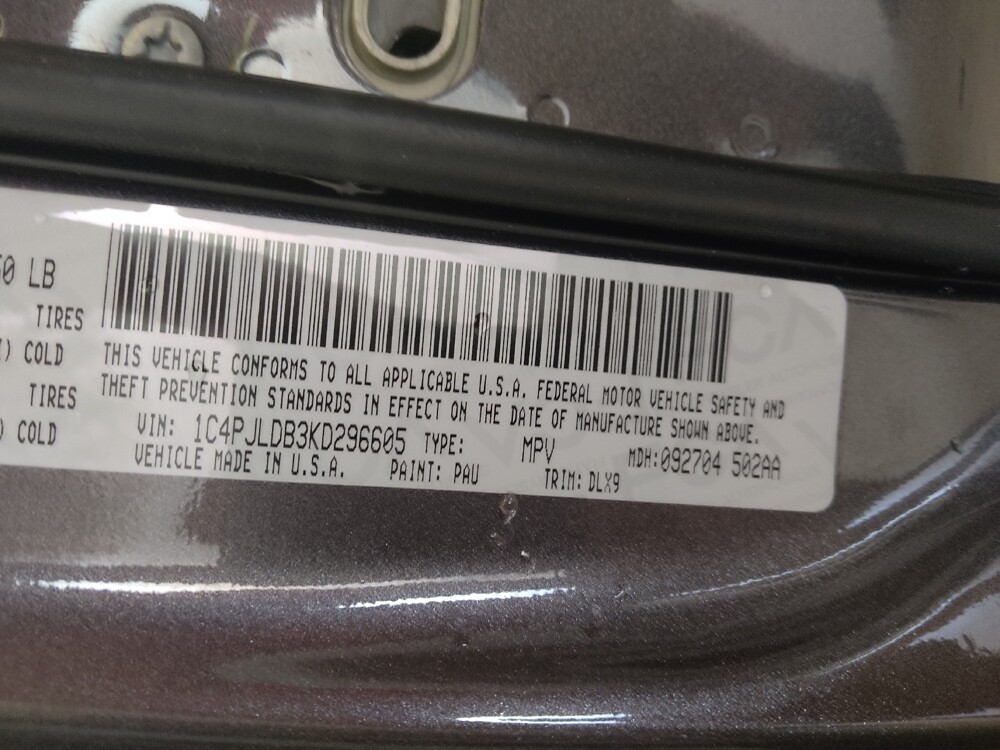 50 LB
TIRES
) COLD
TIRES
) COLD
THIS VEHICLE CONFORMS TO ALL APPLICABLE U.S.A. FEDERAL MOTOR VEHICLE SAFETY AND
THEFT PREVENTION STANDARDS IN EFFECT ON THE DATE OF MANUFACTURE SHOWN ABOVE.
VIN: 1C4PJLDB3KD296605 TYPE: MPV MDH:092704 502AA
VEHICLE MADE IN U.S.A. PAINT: PAU TRIM: DLX9